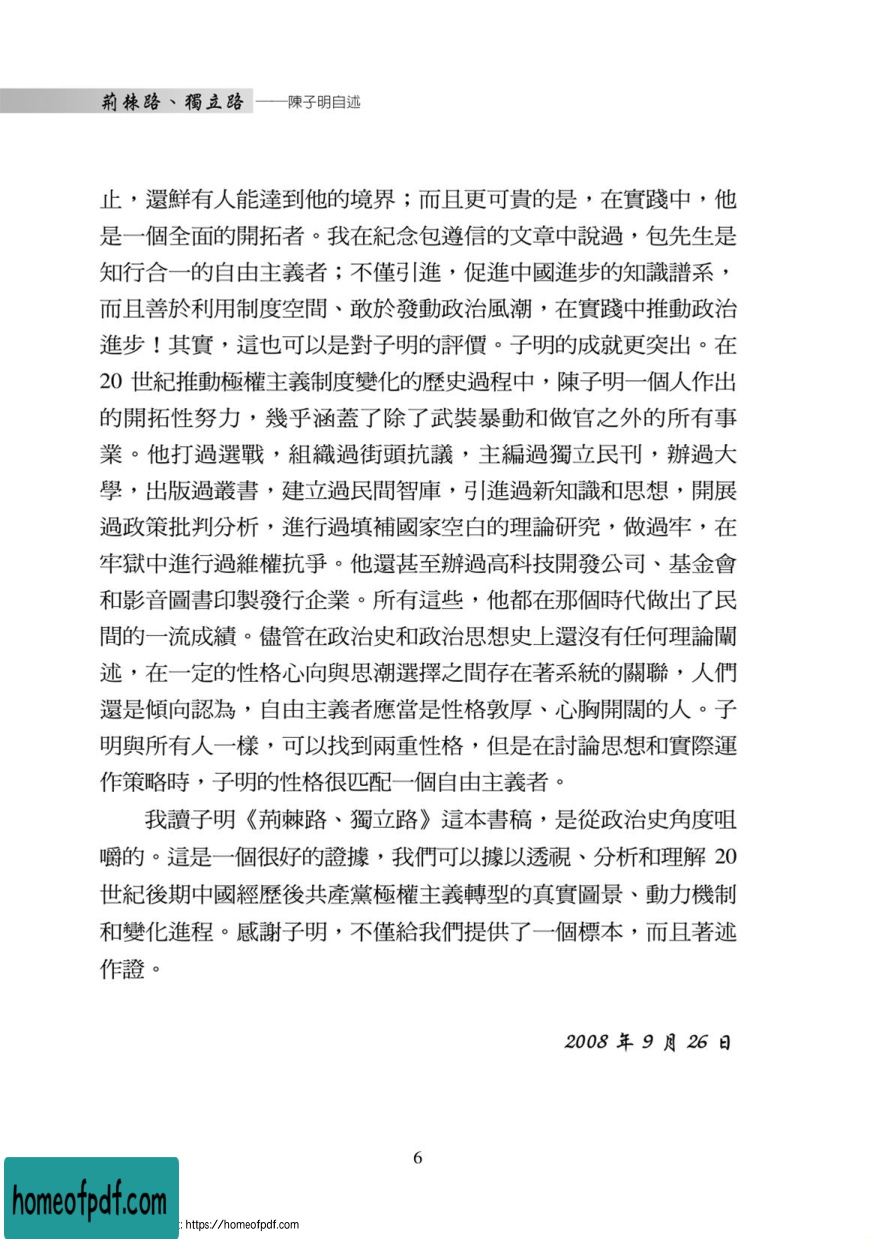 荊棘路、獨立路——陳子明自述
止，還鮮有人能達到他的境界；而且更可貴的是，在實踐中，他
是一個全面的開拓者。我在紀念包遵信的文章中說過，包先生是
知行合一的自由主義者；不僅引進，促進中國進步的知識譜系，
而且善於利用制度空間、敢於發動政治風潮，在實踐中推動政治
進步！其實，這也可以是對子明的評價。子明的成就更突出。在
20 世紀推動極權主義制度變化的歷史過程中，陳子明一個人作出
的開拓性努力，幾乎涵蓋了除了武裝暴動和做官之外的所有事
業。他打過選戰，組織過街頭抗議，主編過獨立民刊，辦過大
學，出版過叢書，建立過民間智庫，引進過新知識和思想，開展
過政策批判分析，進行過填補國家空白的理論研究，做過牢，在
牢獄中進行過維權抗爭。他還甚至辦過高科技開發公司、基金會
和影音圖書印製發行企業。所有這些，他都在那個時代做出了民
間的一流成績。儘管在政治史和政治思想史上還沒有任何理論闡
述，在一定的性格心向與思潮選擇之間存在著系統的關聯，人們
還是傾向認為，自由主義者應當是性格敦厚、心胸開闊的人。子
明與所有人一樣，可以找到兩重性格，但是在討論思想和實際運
作策略時，子明的性格很匹配一個自由主義者。
我讀子明《荊棘路、獨立路》這本書稿，是從政治史角度咀
嚼的。這是一個很好的證據，我們可以據以透視、分析和理解 20
世紀後期中國經歷後共產黨極權主義轉型的真實圖景、動力機制
和變化進程。感謝子明，不僅給我們提供了一個標本，而且著述
作證。
2008 年 9 月 26 日
6
homeofpdf.com
: https://homeofpdf.com